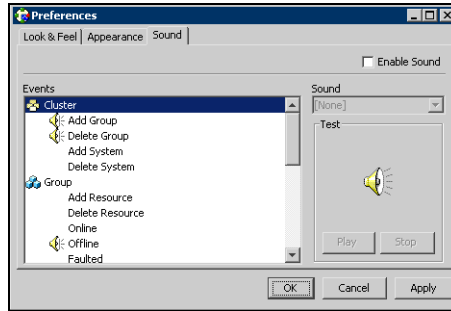 Preferences
Look & Feel Appearance Sound
Enable Sound
Events
Cluster
Add Group
Delete Group
Add System
Delete System
Group
Add Resource
Delete Resource
Online
Offline
Faulted
Sound
[None]
Test
Play Stop
OK Cancel Apply